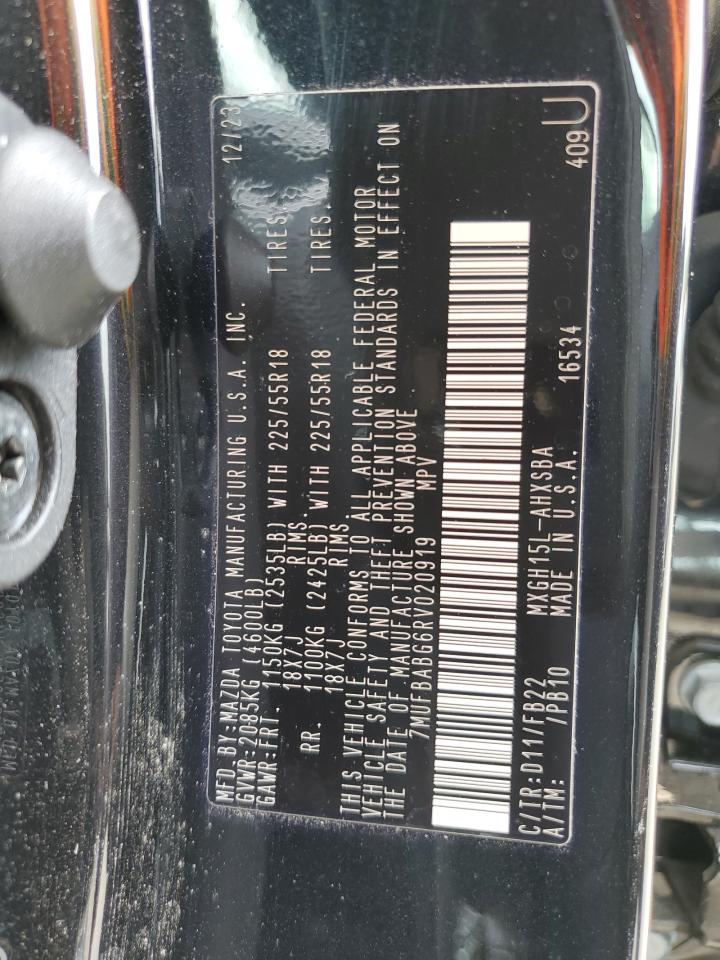 MFD.BY:MAZDA TOYOTA MANUFACTURING U.S.A. INC. 12/23
GVWR:2085KG (4600LB)
GAWR:FRT. 1150KG (2535LB) WITH 225/55R18 TIRES,
18X7J RIMS.
RR. 1100KG (2425LB) WITH 225/55R18 TIRES,
18X7J RIMS.
THIS VEHICLE CONFORMS TO ALL APPLICABLE FEDERAL MOTOR
VEHICLE SAFETY AND THEFT PREVENTION STANDARDS IN EFFECT ON
THE DATE OF MANUFACTURE SHOWN ABOVE.
7MUFBABG6RV020919 MPV
C/TR:D11/FB22 MXGH15L-AHXSBA 409 U
A/TM: /PB10 MADE IN U.S.A. 16534